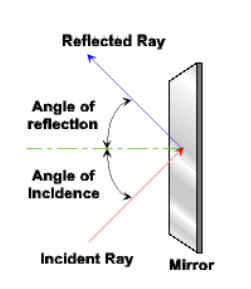 Reflected Ray
Angle of
reflection
Angle of
Incidence
Incident Ray
Mirror